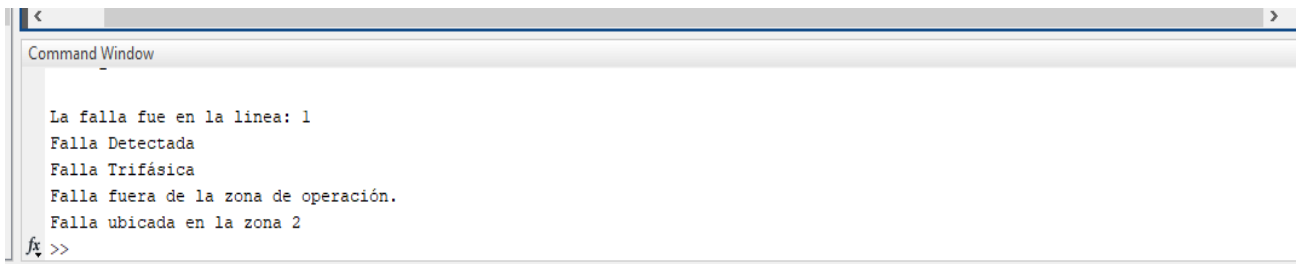 Command Window
La falla fue en la linea: 1
Falla Detectada
Falla Trifásica
Falla fuera de la zona de operación.
Falla ubicada en la zona 2
fx >>